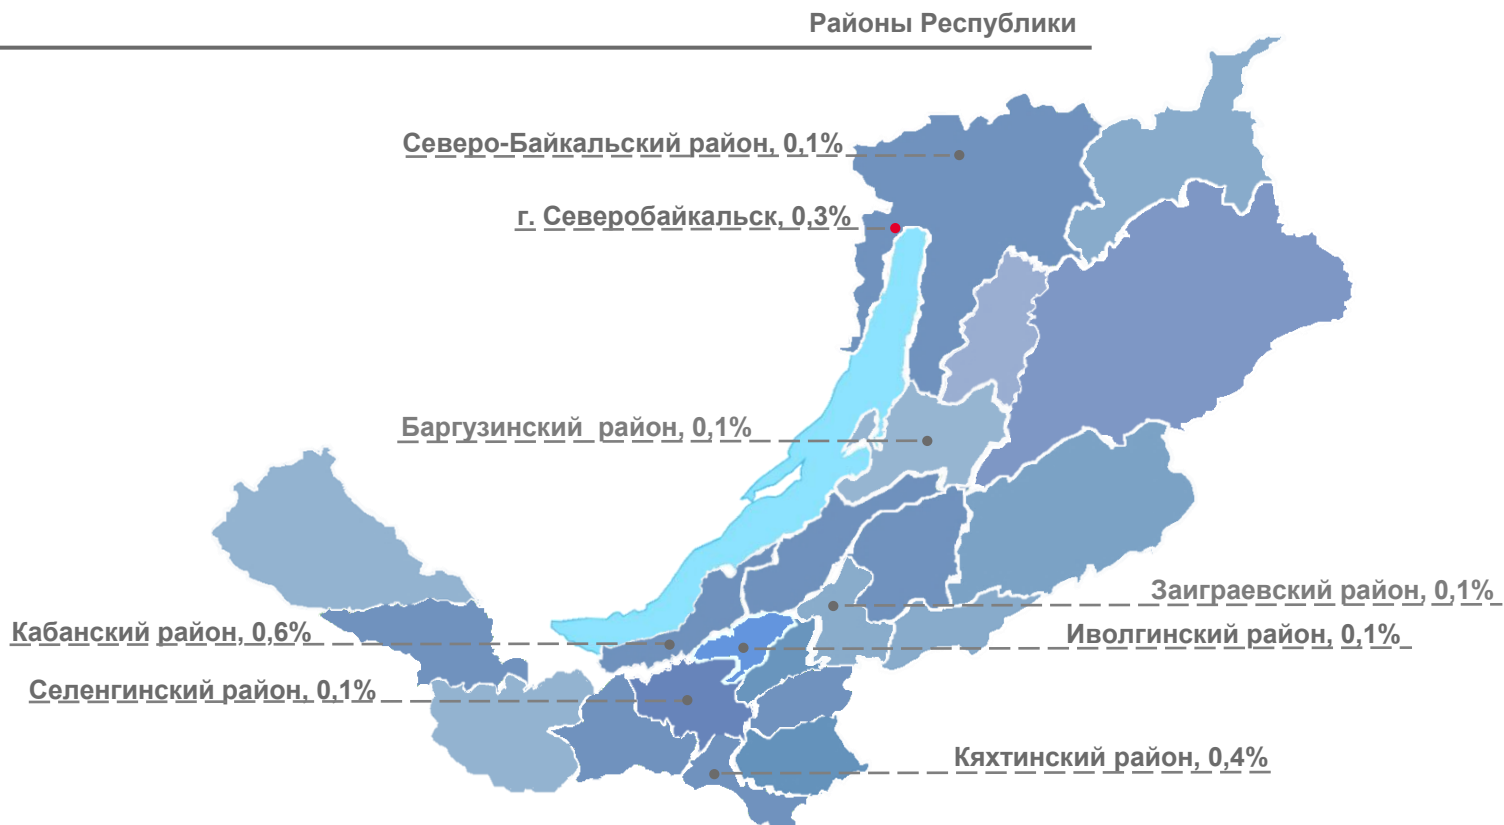 Районы Республики
Северо-Байкальский район, 0,1%
г. Северобайкальск, 0,3%
Баргузинский район, 0,1%
Заиграевский район, 0,1%
Кабанский район, 0,6%
Иволгинский район, 0,1%
Селенгинский район, 0,1%
Кяхтинский район, 0,4%